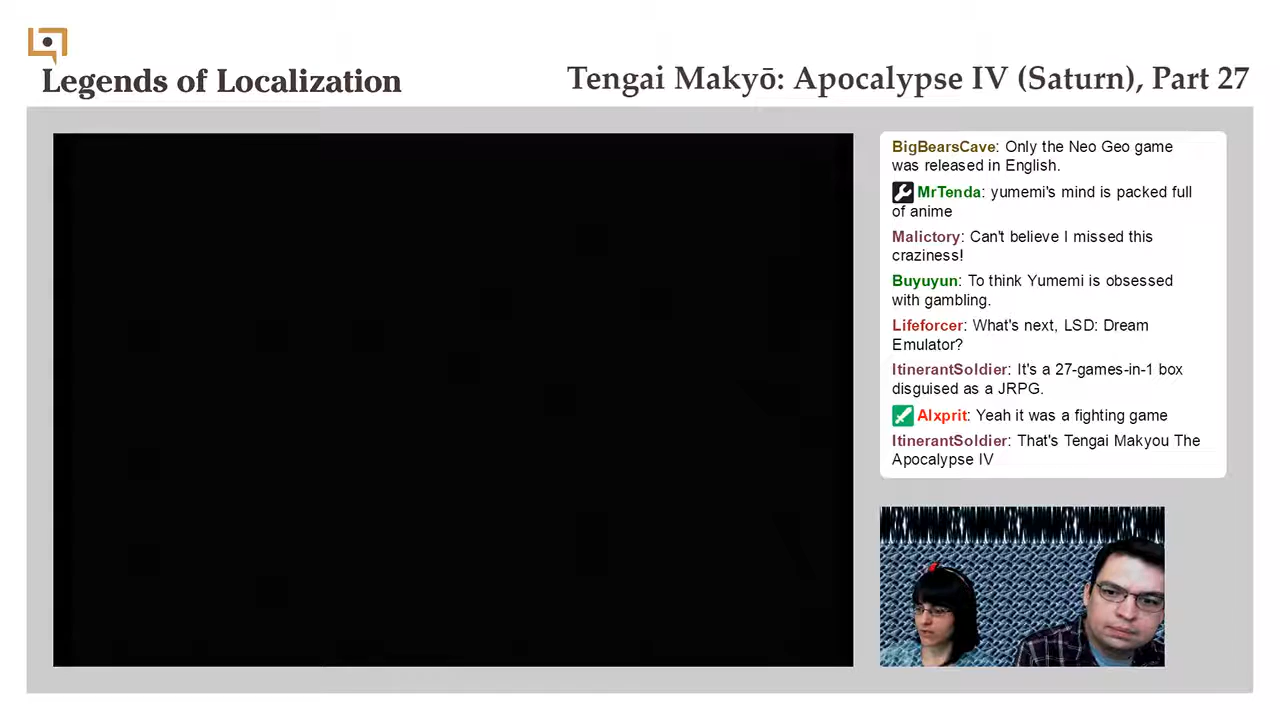 Legends of Localization
Tengai Makyō: Apocalypse IV (Saturn), Part 27
BigBearsCave: Only the Neo Geo game
was released in English.
MrTenda: yumemi's mind is packed full
of anime
Malictory: Can't believe I missed this
craziness!
Buyuyun: To think Yumemi is obsessed
with gambling.
Lifeforcer: What's next, LSD: Dream
Emulator?
ItinerantSoldier: It's a 27-games-in-1 box
disguised as a JRPG.
Alxprit: Yeah it was a fighting game
ItinerantSoldier: That's Tengai Makyou The
Apocalypse IV